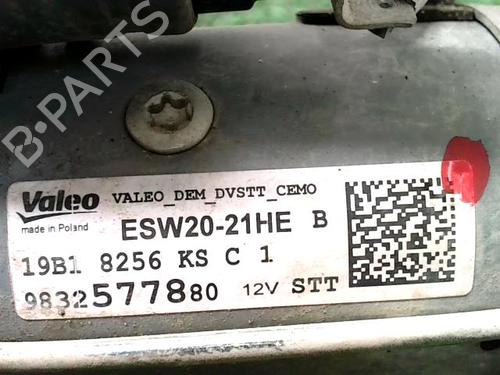 B-PARTS
Valeo VALEO_DEM_DVSTT_CEMO
made in Poland ESW20-21HE B
19B1 8256 KS C 1
9832577880 12V STT